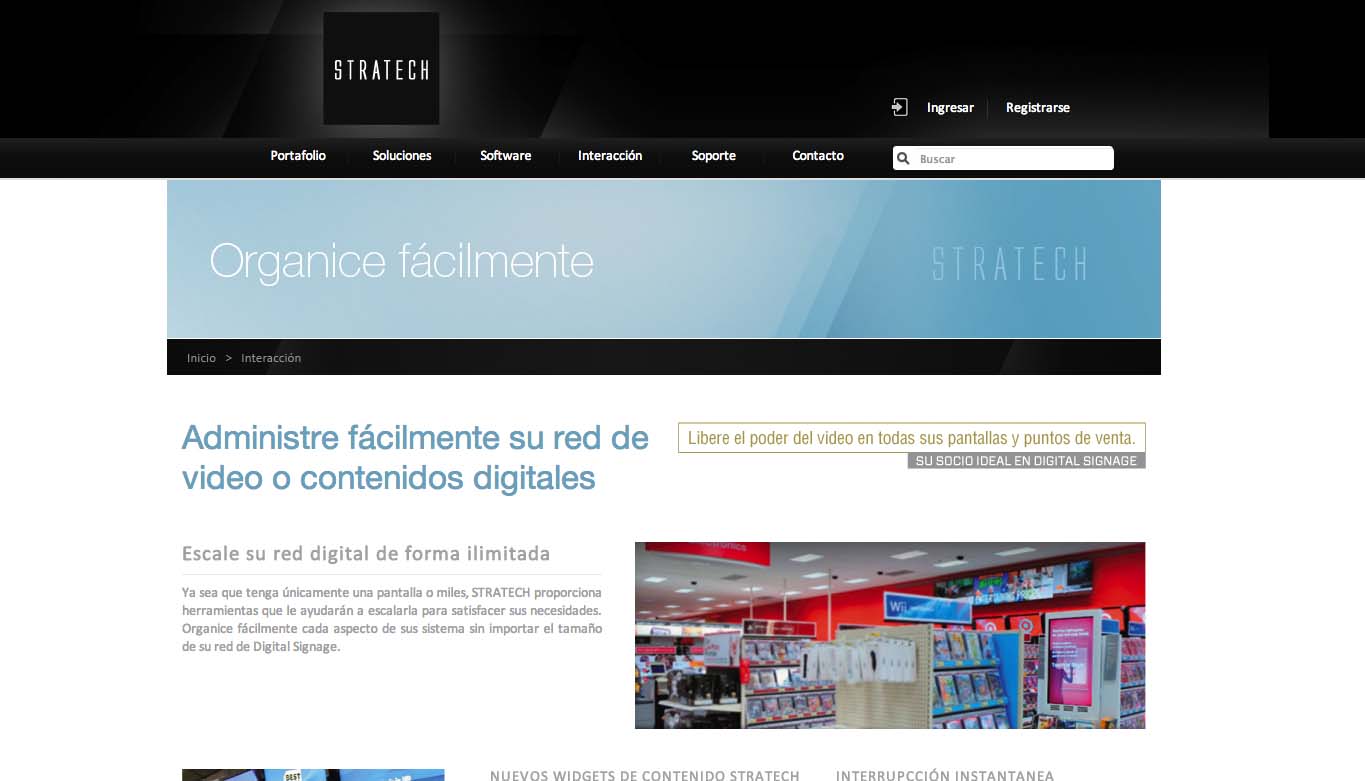 STRATECH
Ingresar
Registrarse
Portafolio
Soluciones
Software
Interacción
Soporte
Contacto
Buscar
Organice fácilmente
STRATECH
Inicio > Interacción
Administre fácilmente su red de
video o contenidos digitales
Libere el poder del video en todas sus pantallas y puntos de venta.
SU SOCIO IDEAL EN DIGITAL SIGNAGE
Escale su red digital de forma ilimitada
Ya sea que tenga únicamente una pantalla o miles, STRATECH proporciona
herramientas que le ayudarán a escalarla para satisfacer sus necesidades.
Organice fácilmente cada aspecto de sus sistema sin importar el tamaño
de su red de Digital Signage.
Wii
BEST
NUEVOS WIDGETS DE CONTENIDO STRATECH
INTERRUPCCIÓN INSTANTANEA